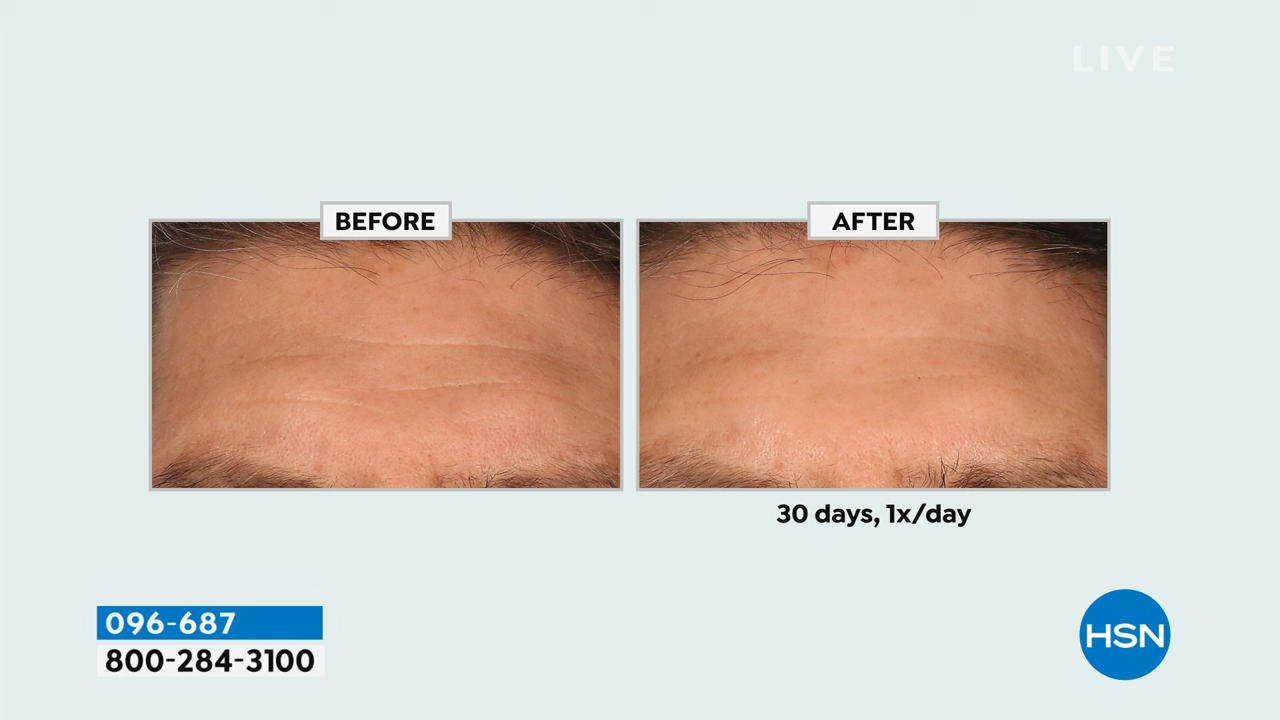 LIVE
BEFORE
AFTER
30 days, 1x/day
096-687
800-284-3100
HSN